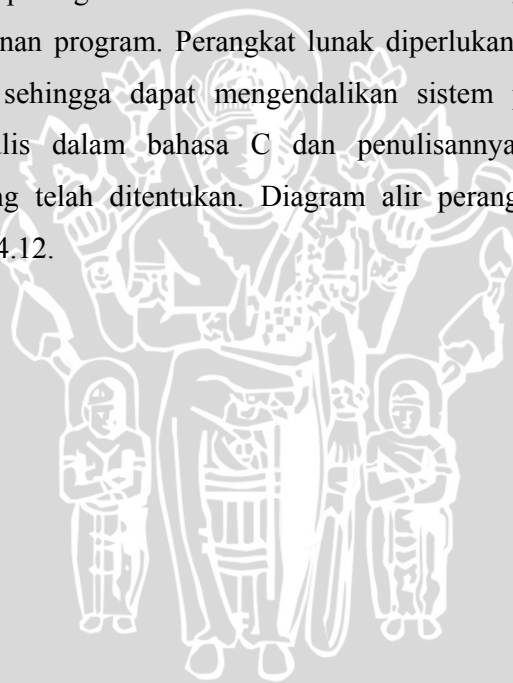 nan program. Perangkat lunak diperlukan
sehingga dapat mengendalikan sistem
lis dalam bahasa C dan penulisannya
ng telah ditentukan. Diagram alir perang
4.12.